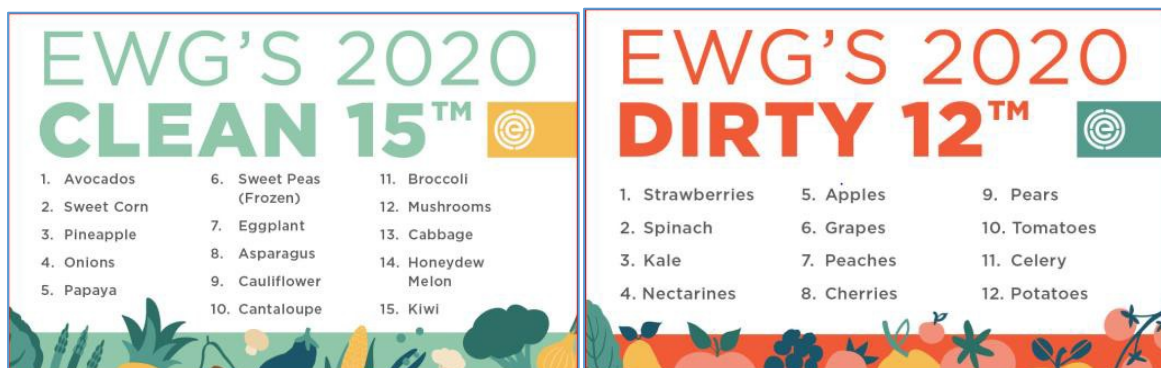 EWG'S 2020
CLEAN 15™
1. Avocados
2. Sweet Corn
3. Pineapple
4. Onions
5. Papaya
6. Sweet Peas
(Frozen)
7. Eggplant
8. Asparagus
9. Cauliflower
10. Cantaloupe
11. Broccoli
12. Mushrooms
13. Cabbage
14. Honeydew
Melon
15. Kiwi
EWG'S 2020
DIRTY 12™
1. Strawberries
2. Spinach
3. Kale
4. Nectarines
5. Apples
6. Grapes
7. Peaches
8. Cherries
9. Pears
10. Tomatoes
11. Celery
12. Potatoes